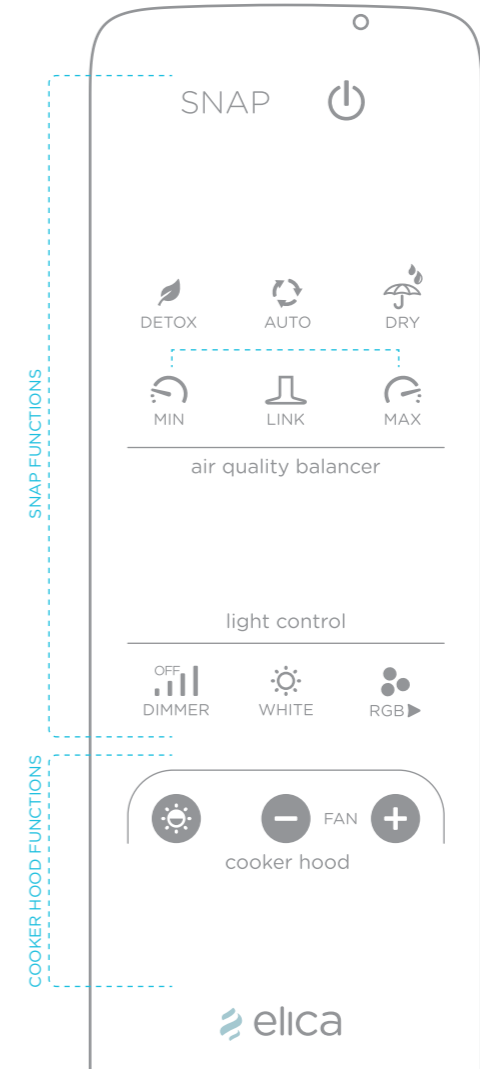 SNAP
DETOX AUTO DRY
MIN LINK MAX
air quality balancer
SNAP FUNCTIONS
light control
OFF
DIMMER WHITE RGB
FAN
cooker hood
COOKER HOOD FUNCTIONS
elica